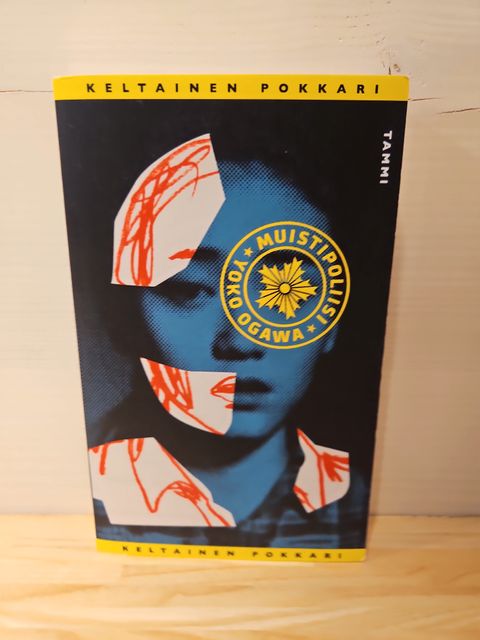 KELTAINEN POKKARI
TAMMI
MUISTIPOLIISI
YOKO OGAWA
KELTAINEN POKKARI